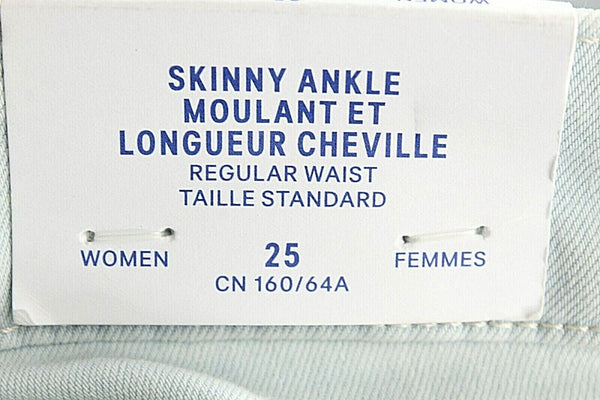 SKINNY ANKLE
MOULANT ET
LONGUEUR CHEVILLE
REGULAR WAIST
TAILLE STANDARD
WOMEN 25 FEMMES
CN 160/64A